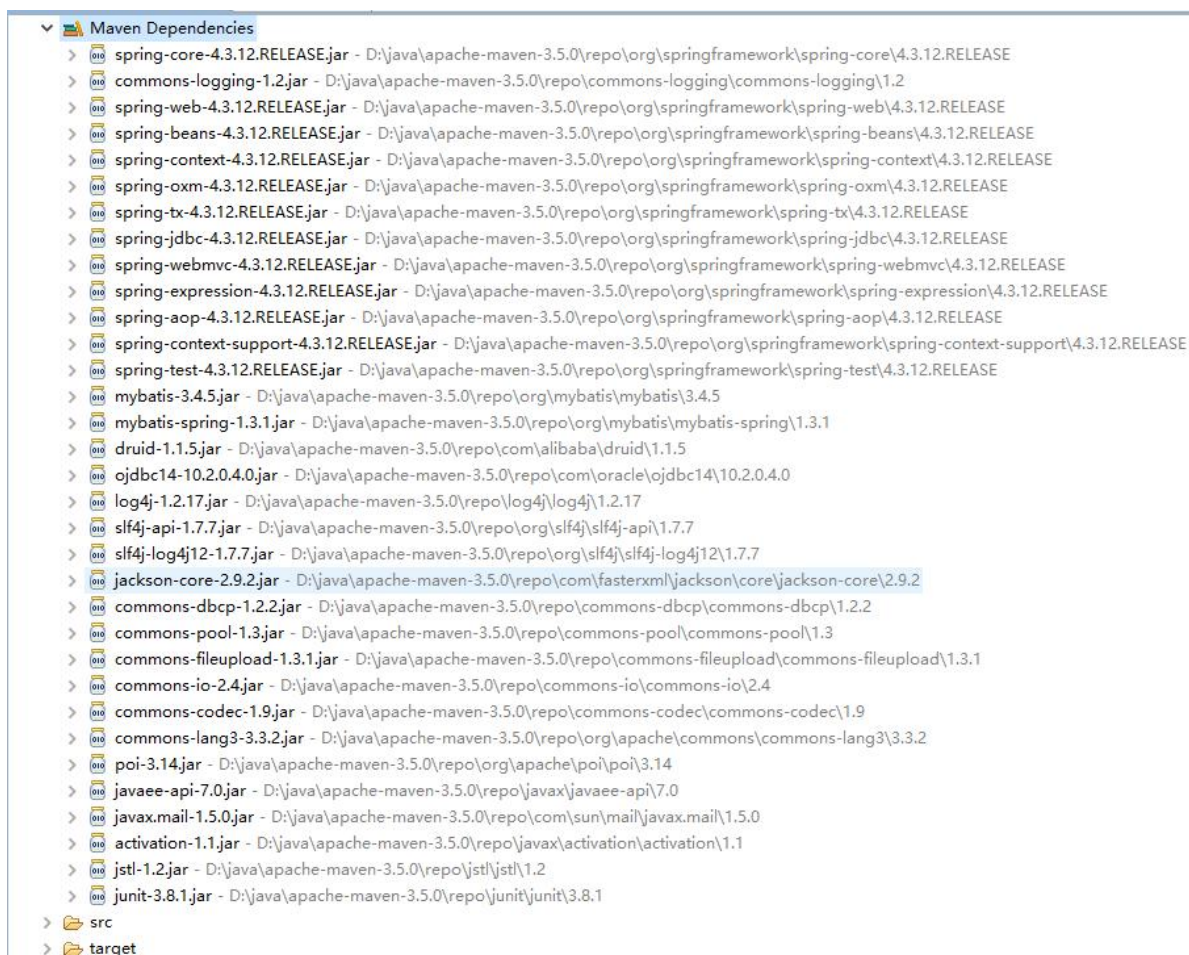 Maven Dependencies
spring-core-4.3.12.RELEASE.jar - D:\java\apache-maven-3.5.0\repo\org\springframework\spring-core\4.3.12.RELEASE
commons-logging-1.2.jar - D:\java\apache-maven-3.5.0\repo\commons-logging\commons-logging\1.2
spring-web-4.3.12.RELEASE.jar - D:\java\apache-maven-3.5.0\repo\org\springframework\spring-web\4.3.12.RELEASE
spring-beans-4.3.12.RELEASE.jar - D:\java\apache-maven-3.5.0\repo\org\springframework\spring-beans\4.3.12.RELEASE
spring-context-4.3.12.RELEASE.jar - D:\java\apache-maven-3.5.0\repo\org\springframework\spring-context\4.3.12.RELEASE
spring-oxm-4.3.12.RELEASE.jar - D:\java\apache-maven-3.5.0\repo\org\springframework\spring-oxm\4.3.12.RELEASE
spring-tx-4.3.12.RELEASE.jar - D:\java\apache-maven-3.5.0\repo\org\springframework\spring-tx\4.3.12.RELEASE
spring-jdbc-4.3.12.RELEASE.jar - D:\java\apache-maven-3.5.0\repo\org\springframework\spring-jdbc\4.3.12.RELEASE
spring-webmvc-4.3.12.RELEASE.jar - D:\java\apache-maven-3.5.0\repo\org\springframework\spring-webmvc\4.3.12.RELEASE
spring-expression-4.3.12.RELEASE.jar - D:\java\apache-maven-3.5.0\repo\org\springframework\spring-expression\4.3.12.RELEASE
spring-aop-4.3.12.RELEASE.jar - D:\java\apache-maven-3.5.0\repo\org\springframework\spring-aop\4.3.12.RELEASE
spring-context-support-4.3.12.RELEASE.jar - D:\java\apache-maven-3.5.0\repo\org\springframework\spring-context-support\4.3.12.RELEASE
spring-test-4.3.12.RELEASE.jar - D:\java\apache-maven-3.5.0\repo\org\springframework\spring-test\4.3.12.RELEASE
mybatis-3.4.5.jar - D:\java\apache-maven-3.5.0\repo\org\mybatis\mybatis\3.4.5
mybatis-spring-1.3.1.jar - D:\java\apache-maven-3.5.0\repo\org\mybatis\mybatis-spring\1.3.1
druid-1.1.5.jar - D:\java\apache-maven-3.5.0\repo\com\alibaba\druid\1.1.5
ojdbc14-10.2.0.4.0.jar - D:\java\apache-maven-3.5.0\repo\com\oracle\ojdbc14\10.2.0.4.0
log4j-1.2.17.jar - D:\java\apache-maven-3.5.0\repo\log4j\log4j\1.2.17
slf4j-api-1.7.7.jar - D:\java\apache-maven-3.5.0\repo\org\slf4j\slf4j-api\1.7.7
slf4j-log4j12-1.7.7.jar - D:\java\apache-maven-3.5.0\repo\org\slf4j\slf4j-log4j12\1.7.7
jackson-core-2.9.2.jar - D:\java\apache-maven-3.5.0\repo\com\fasterxml\jackson\core\jackson-core\2.9.2
commons-dbcp-1.2.2.jar - D:\java\apache-maven-3.5.0\repo\commons-dbcp\commons-dbcp\1.2.2
commons-pool-1.3.jar - D:\java\apache-maven-3.5.0\repo\commons-pool\commons-pool\1.3
commons-fileupload-1.3.1.jar - D:\java\apache-maven-3.5.0\repo\commons-fileupload\commons-fileupload\1.3.1
commons-io-2.4.jar - D:\java\apache-maven-3.5.0\repo\commons-io\commons-io\2.4
commons-codec-1.9.jar - D:\java\apache-maven-3.5.0\repo\commons-codec\commons-codec\1.9
commons-lang3-3.3.2.jar - D:\java\apache-maven-3.5.0\repo\org\apache\commons\commons-lang3\3.3.2
poi-3.14.jar - D:\java\apache-maven-3.5.0\repo\org\apache\poi\poi\3.14
javaee-api-7.0.jar - D:\java\apache-maven-3.5.0\repo\javax\javaee-api\7.0
javax.mail-1.5.0.jar - D:\java\apache-maven-3.5.0\repo\com\sun\mail\javax.mail\1.5.0
activation-1.1.jar - D:\java\apache-maven-3.5.0\repo\javax\activation\activation\1.1
jstl-1.2.jar - D:\java\apache-maven-3.5.0\repo\jstl\jstl\1.2
junit-3.8.1.jar - D:\java\apache-maven-3.5.0\repo\junit\junit\3.8.1
src
target